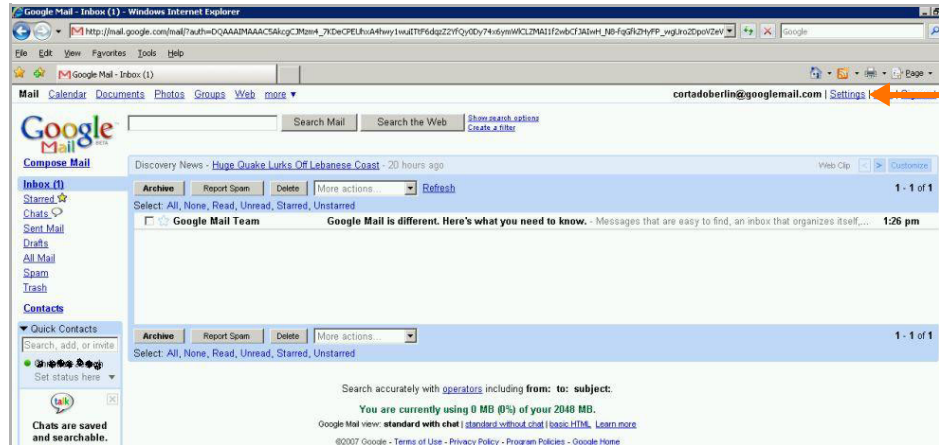 Google Mail - Inbox (1) - Windows Internet Explorer
Google
File Edit View Favorites Tools Help
Google Mail - Inbox (1)
Page
Mail Calendar Documents Photos Groups Web more ▼
cortadoberlin@googlemail.com | Settings |
Google Mail BETA
Search Mail Search the Web Show search options
Create a filter
Compose Mail
Discovery News - Huge Quake Lurks Off Lebanese Coast - 20 hours ago Web Clip < > Customize
Inbox (1)
Archive Report Spam Delete More actions... Refresh 1 - 1 of 1
Starred
Select: All, None, Read, Unread, Starred, Unstarred
Chats
Google Mail Team Google Mail is different. Here's what you need to know. - Messages that are easy to find, an inbox that organizes itself,... 1:26 pm
Sent Mail
Drafts
All Mail
Spam
Trash
Contacts
▼ Quick Contacts
Search, add, or invite
Archive Report Spam Delete More actions... 1 - 1 of 1
Select: All, None, Read, Unread, Starred, Unstarred
Set status here ▼
talk
Chats are saved
and searchable.
Search accurately with operators including from: to: subject:.
You are currently using 0 MB (0%) of your 2048 MB.
Google Mail view: standard with chat | standard without chat | basic HTML Learn more
©2007 Google - Terms of Use - Privacy Policy - Program Policies - Google Home